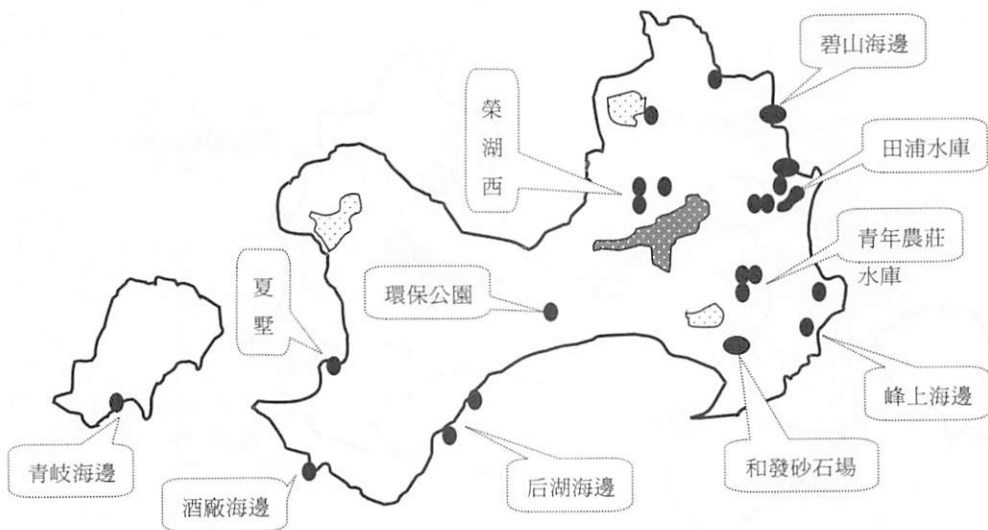 碧山海邊
榮湖西
田浦水庫
青年農莊
水庫
夏墅
環保公園
峰上海邊
青岐海邊
酒廠海邊
后湖海邊
和發砂石場